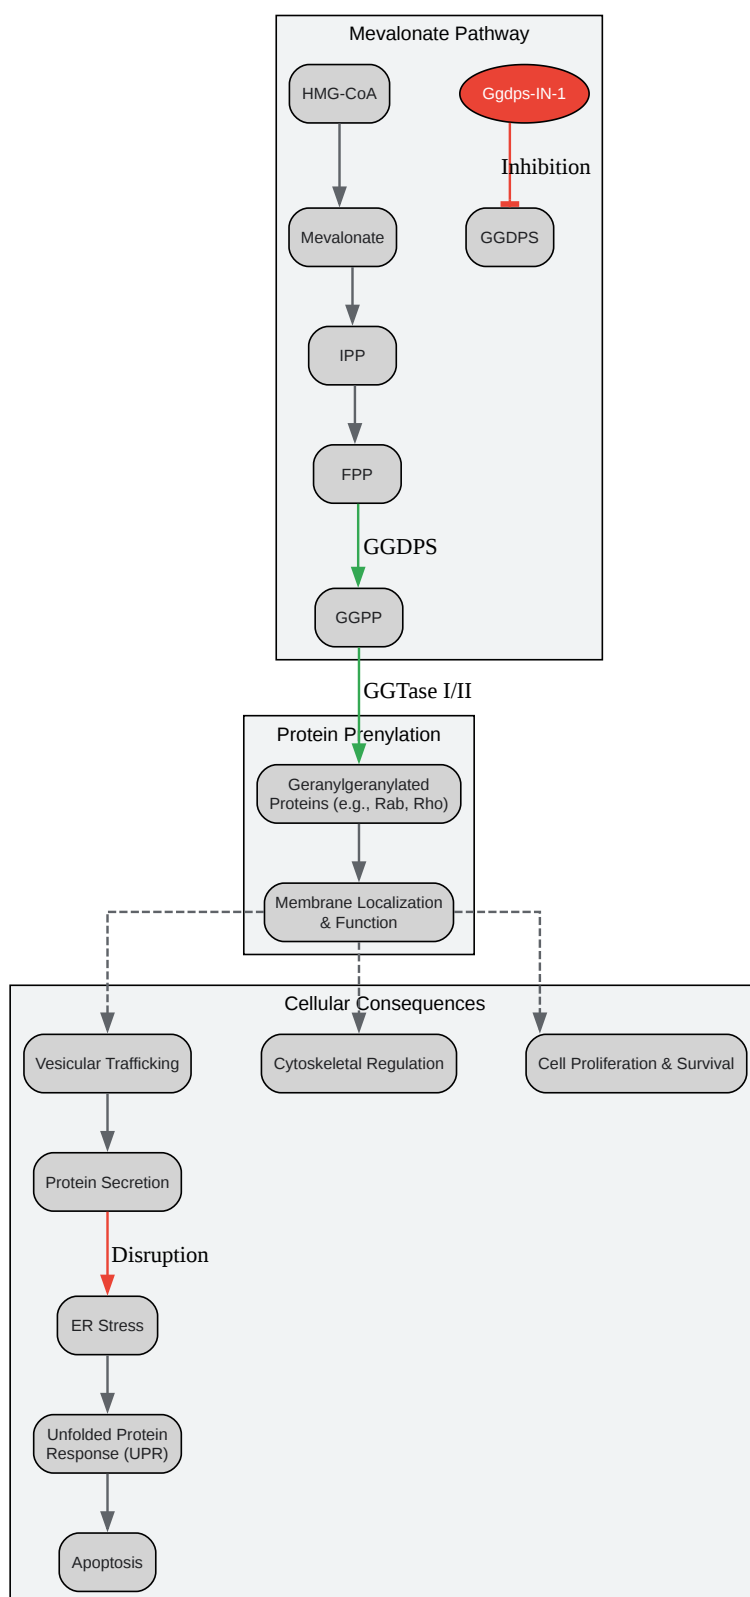 Mevalonate Pathway
HMG-CoA
Ggdps-IN-1
Inhibition
Mevalonate
GGDPS
IPP
FPP
GGDPS
GGPP
GGTase I/II
Protein Prenylation
Geranylgeranylated
Proteins (e.g., Rab, Rho)
Membrane Localization
& Function
Cellular Consequences
Vesicular Trafficking
Cytoskeletal Regulation
Cell Proliferation & Survival
Protein Secretion
Disruption
ER Stress
Unfolded Protein
Response (UPR)
Apoptosis